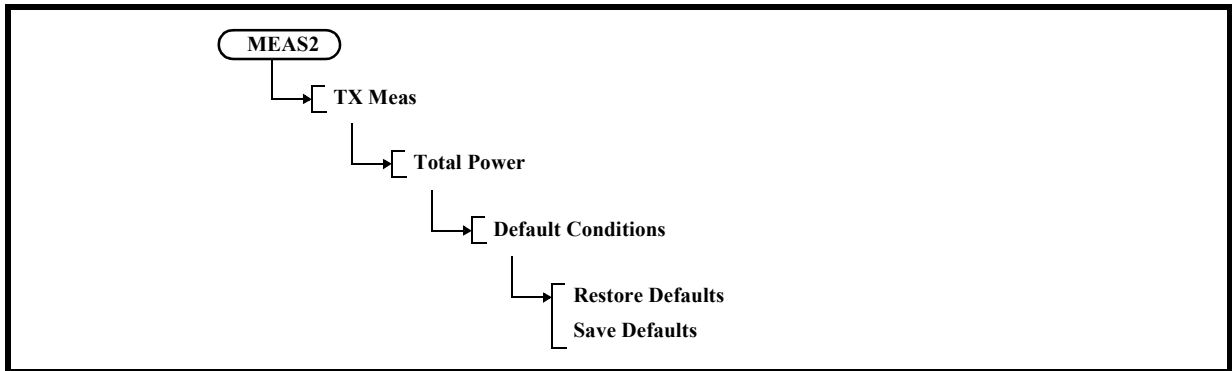 MEAS2
TX Meas
Total Power
Default Conditions
Restore Defaults
Save Defaults